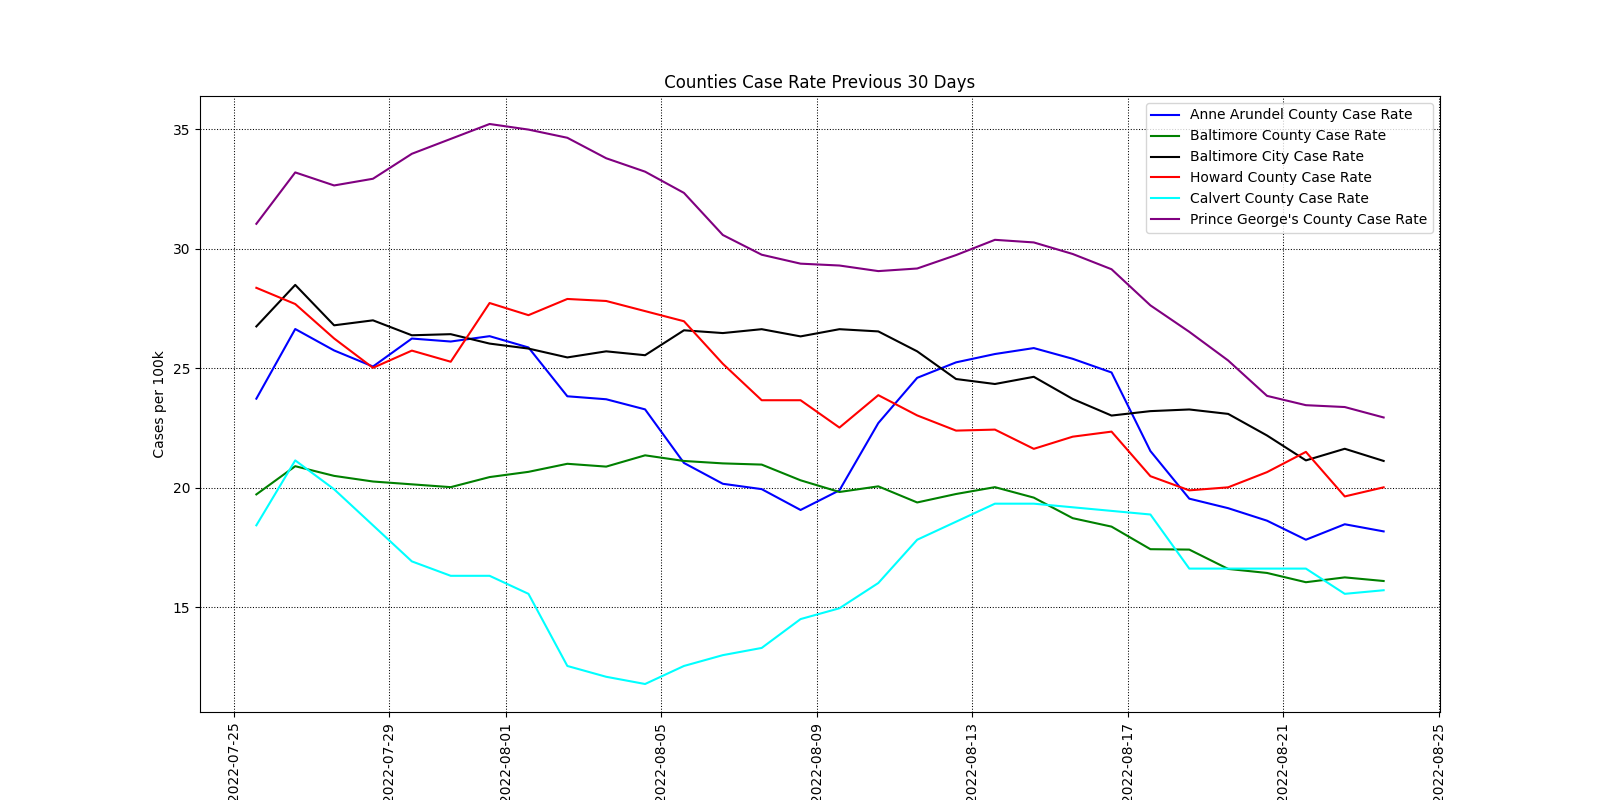 Counties Case Rate Previous 30 Days
Anne Arundel County Case Rate
Baltimore County Case Rate
Baltimore City Case Rate
Howard County Case Rate
Calvert County Case Rate
Prince George's County Case Rate
Cases per 100k
35
30
25
20
15
2022-07-25
2022-07-29
2022-08-01
2022-08-05
2022-08-09
2022-08-13
2022-08-17
2022-08-21
2022-08-25